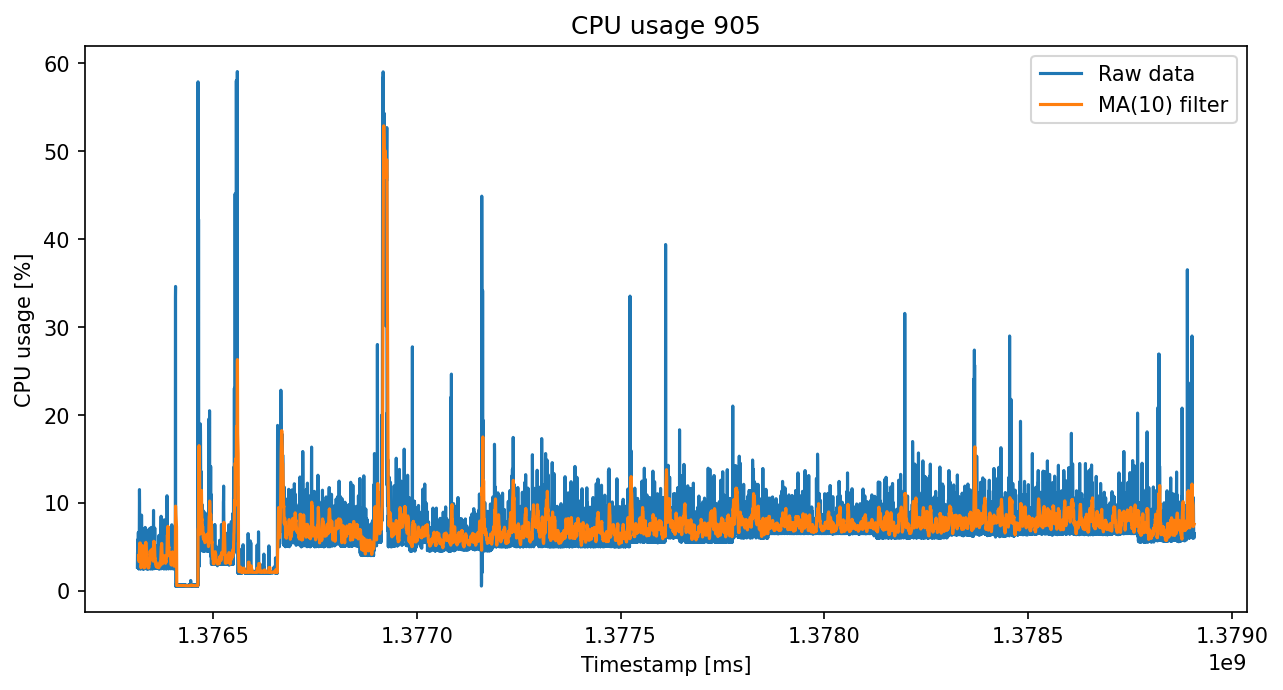 CPU usage 905
Raw data
MA(10) filter
CPU usage [%]
60
50
40
30
20
10
0
1.3765 1.3770 1.3775 1.3780 1.3785 1.3790
1e9
Timestamp [ms]